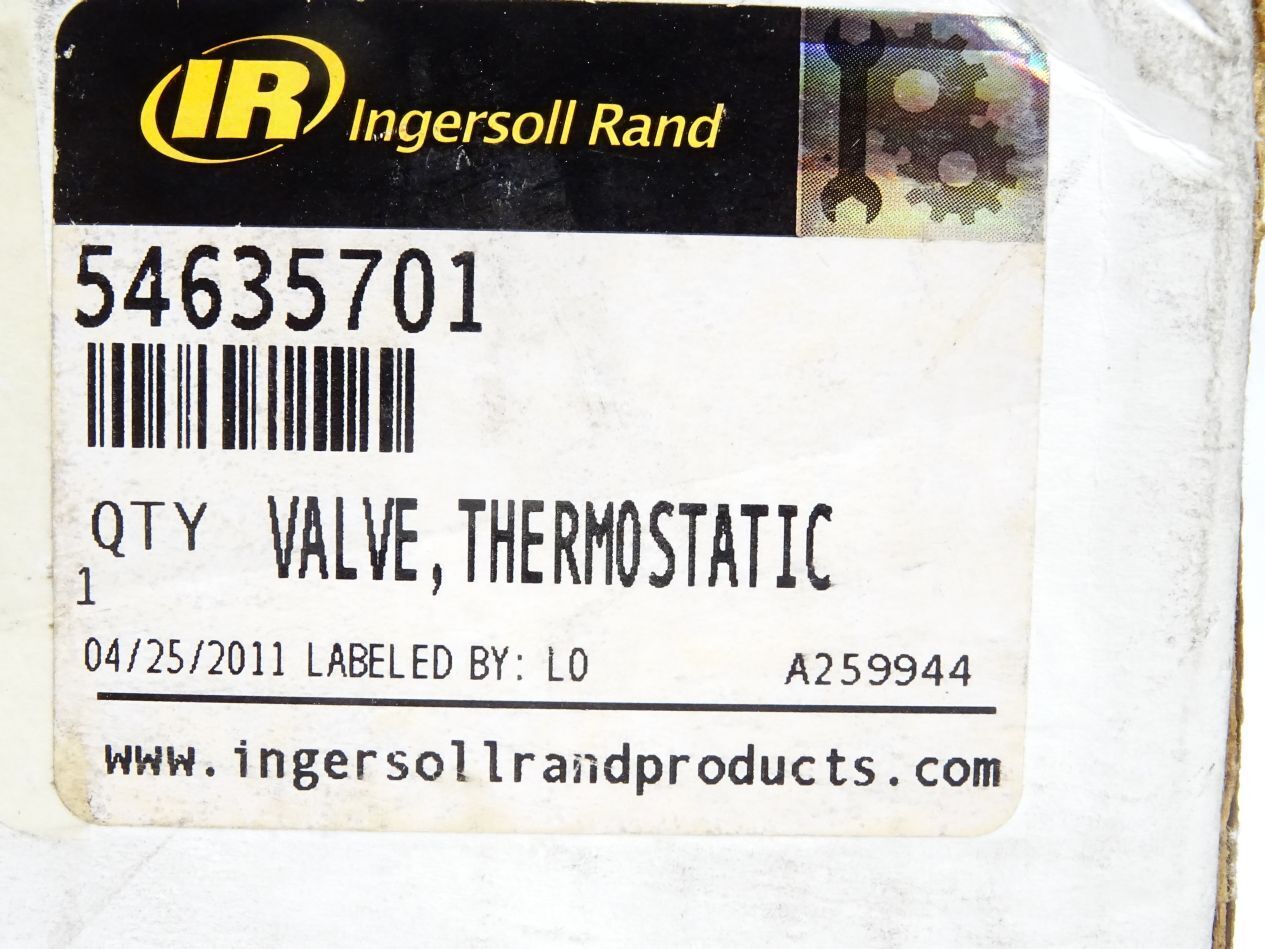 IR Ingersoll Rand
54635701
QTY VALVE,THERMOSTATIC
1
04/25/2011 LABELED BY: LO A259944
www.ingersollrandproducts.com